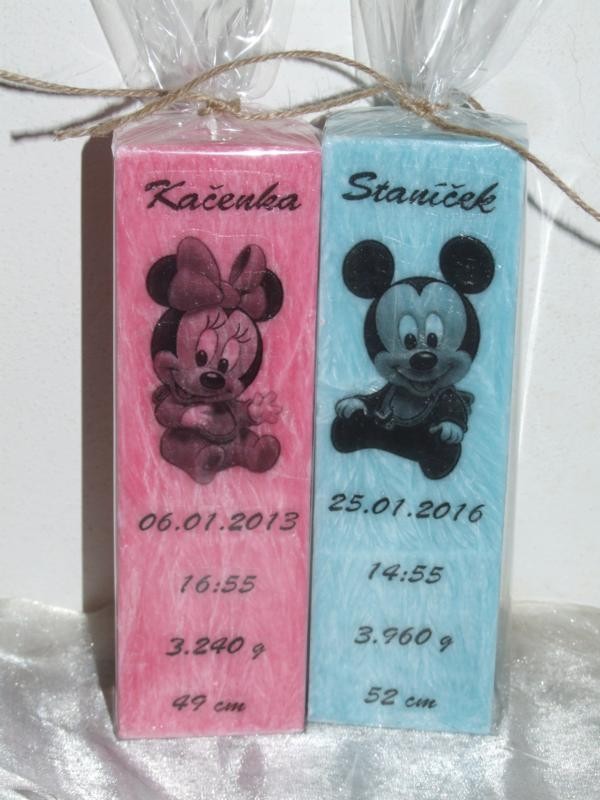 Kačenka
06.01.2013
16:55
3.240 g
49 cm
Staníček
25.01.2016
14:55
3.960 g
52 cm